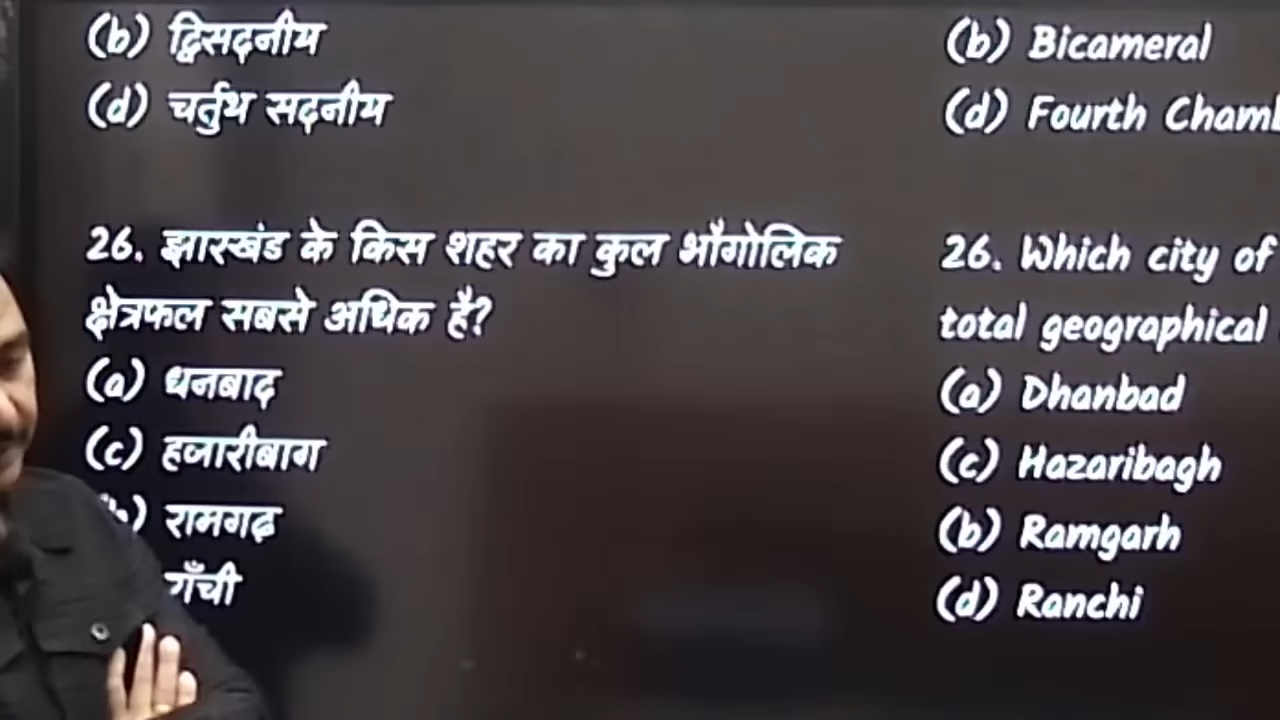 (b) द्विसदनीय
(d) चर्तुथ सदनीय
26. झारखंड के किस शहर का कुल भौगोलिक
क्षेत्रफल सबसे अधिक है?
(a) धनबाद
(c) हजारीबाग
(b) रामगढ़
राँची
(b) Bicameral
(d) Fourth
26. Which city of
total geographical
(a) Dhanbad
(c) Hazaribagh
(b) Ramgarh
(d) Ranchi